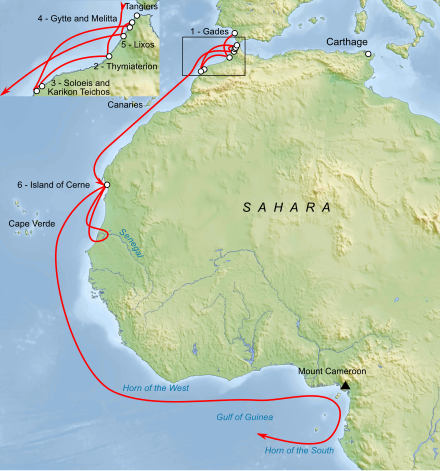 Tanglers
4 - Gytte and Melitta
5 - Lixos
2 - Thymiaterion
3 - Soloeis and
Karikon Teichos
Canaries
1 - Gades
Carthage
6 - Island of Cerne
SAHARA
Cape Verde
Senegal
Mount Cameroon
Horn of the West
Gulf of Guinea
Horn of the South